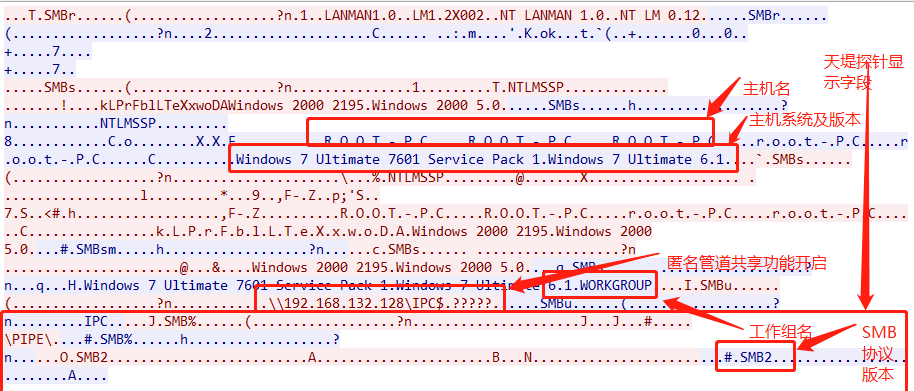 ...T.SMBr......(....................?n.1..LANMAN1.0..LM1.2X002..NT LANMAN 1.0..NT LM 0.12......SMBr......
(.................?n....2......................C...... ..:.m....'.K.ok...t.`(..+.......0...0..
+.....7....
+.....7..
.....SMBs......(.....................?n............1........T.NTLMSSP.........
.......!...kLPrFblLTeXxwoDAWindows 2000 2195.Windows 2000 5.0......SMBs.......h.....................?
n..........NTLMSSP.........
8..........C.o........X.X.F..........R.O.O.T.-.P.C.....R.O.O.T.-.P.C.....R.O.O.T.-.P.C.....r.o.o.t.-.P.C.....r
o.o.t.-.P.C......C........Windows 7 Ultimate 7601 Service Pack 1.Windows 7 Ultimate 6.1....`.SMBs......
(.....................?n....................\...%.NTLMSSP.........@.......X.................... .
.....................l.........*...9..,F-.Z..p;'S..
7.S..<#.h.....................,F-.Z..........R.O.O.T.-.P.C.....R.O.O.T.-.P.C.....r.o.o.t.-.P.C.....r.o.o.t.-.P.C....
..C..............k.L.P.r.F.b.l.L.T.e.X.x.w.o.D.A.Windows 2000 2195.Windows 2000
5.0....#.SMBsm.....h.....................?n.......c.SMBs...... ..................?n
.......................@...&....Windows 2000 2195.Windows 2000 5.0....q.SMBs
n...q...H.Windows 7 Ultimate 7601 Service Pack 1.Windows 7 Ultimate 6.1.WORKGROUP....I.SMBu......
(.....................?n............\\192.168.132.128\IPC$.?????.....SMBu......(.....................?
n.........IPC....J.SMB%......(.....................?n......................J...J...#....
\PIPE\....#.SMB%......h.....................?
n......O.SMB2..............................A..........................B...N.............................#.SMB2...................
.........A....
天堤探针显
示字段
主机名
主机系统及版本
匿名管道共享功能开启
工作组名
SMB
协议
版本